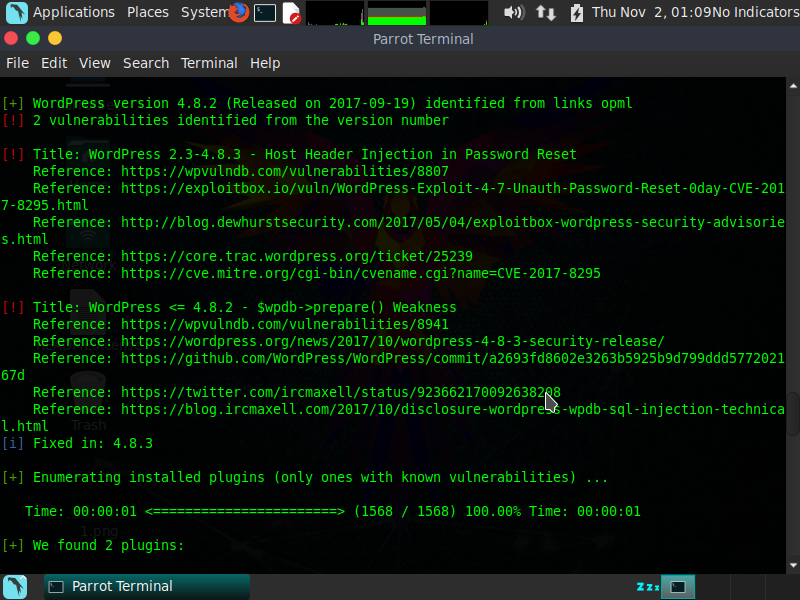 Applications Places System Thu Nov 2, 01:09 No Indicators
Parrot Terminal
File Edit View Search Terminal Help
[+] WordPress version 4.8.2 (Released on 2017-09-19) identified from links opml
[!] 2 vulnerabilities identified from the version number
[!] Title: WordPress 2.3-4.8.3 - Host Header Injection in Password Reset
Reference: https://wpvulndb.com/vulnerabilities/8807
Reference: https://exploitbox.io/vuln/WordPress-Exploit-4-7-Unauth-Password-Reset-0day-CVE-201
7-8295.html
Reference: http://blog.dewhurstsecurity.com/2017/05/04/exploitbox-wordpress-security-advisorie
s.html
Reference: https://core.trac.wordpress.org/ticket/25239
Reference: https://cve.mitre.org/cgi-bin/cvename.cgi?name=CVE-2017-8295
[!] Title: WordPress <= 4.8.2 - $wpdb->prepare() Weakness
Reference: https://wpvulndb.com/vulnerabilities/8941
Reference: https://wordpress.org/news/2017/10/wordpress-4-8-3-security-release/
Reference: https://github.com/WordPress/WordPress/commit/a2693fd8602e3263b5925b9d799ddd5772021
67d
Reference: https://twitter.com/ircmaxell/status/923662170092638208
Reference: https://blog.ircmaxell.com/2017/10/disclosure-wordpress-wpdb-sql-injection-technica
l.html
Trash
[i] Fixed in: 4.8.3
[+] Enumerating installed plugins (only ones with known vulnerabilities) ...
Time: 00:00:01 <=======================> (1568 / 1568) 100.00% Time: 00:00:01
1.png
[+] We found 2 plugins:
Parrot Terminal
zzz